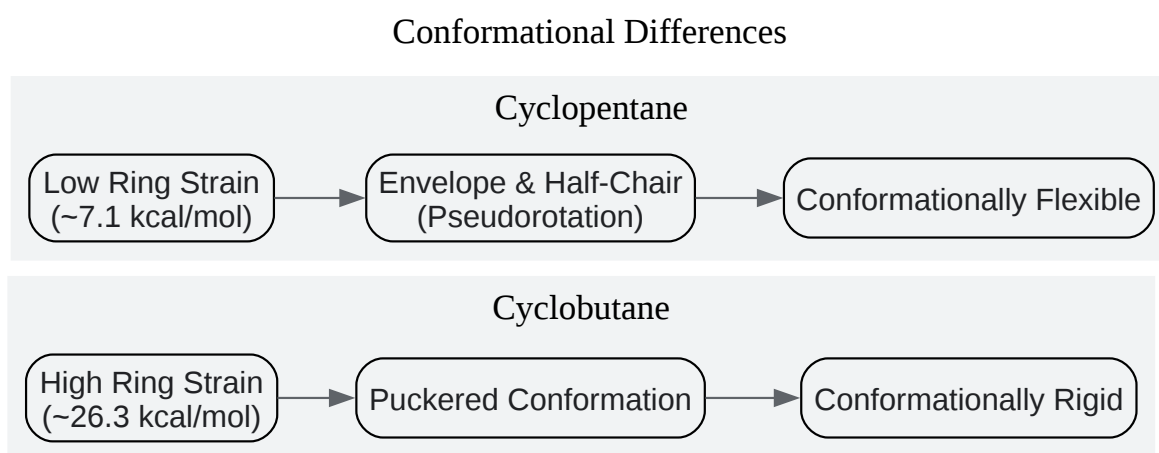 Conformational Differences
Cyclopentane
Low Ring Strain
(~7.1 kcal/mol)
Envelope & Half-Chair
(Pseudorotation)
Conformationally Flexible
Cyclobutane
High Ring Strain
(~26.3 kcal/mol)
Puckered Conformation
Conformationally Rigid